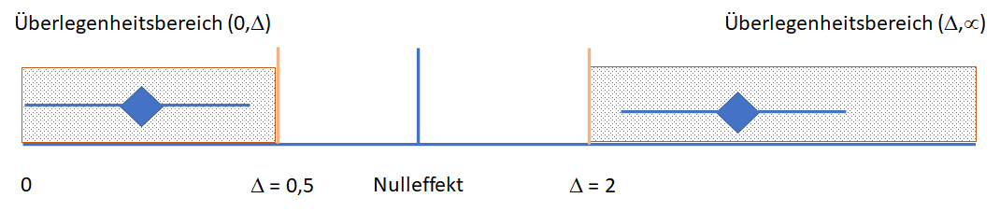 Überlegenheitsbereich (0,Δ)
Überlegenheitsbereich (Δ,∝)
0
Δ = 0,5
Nulleffekt
Δ = 2